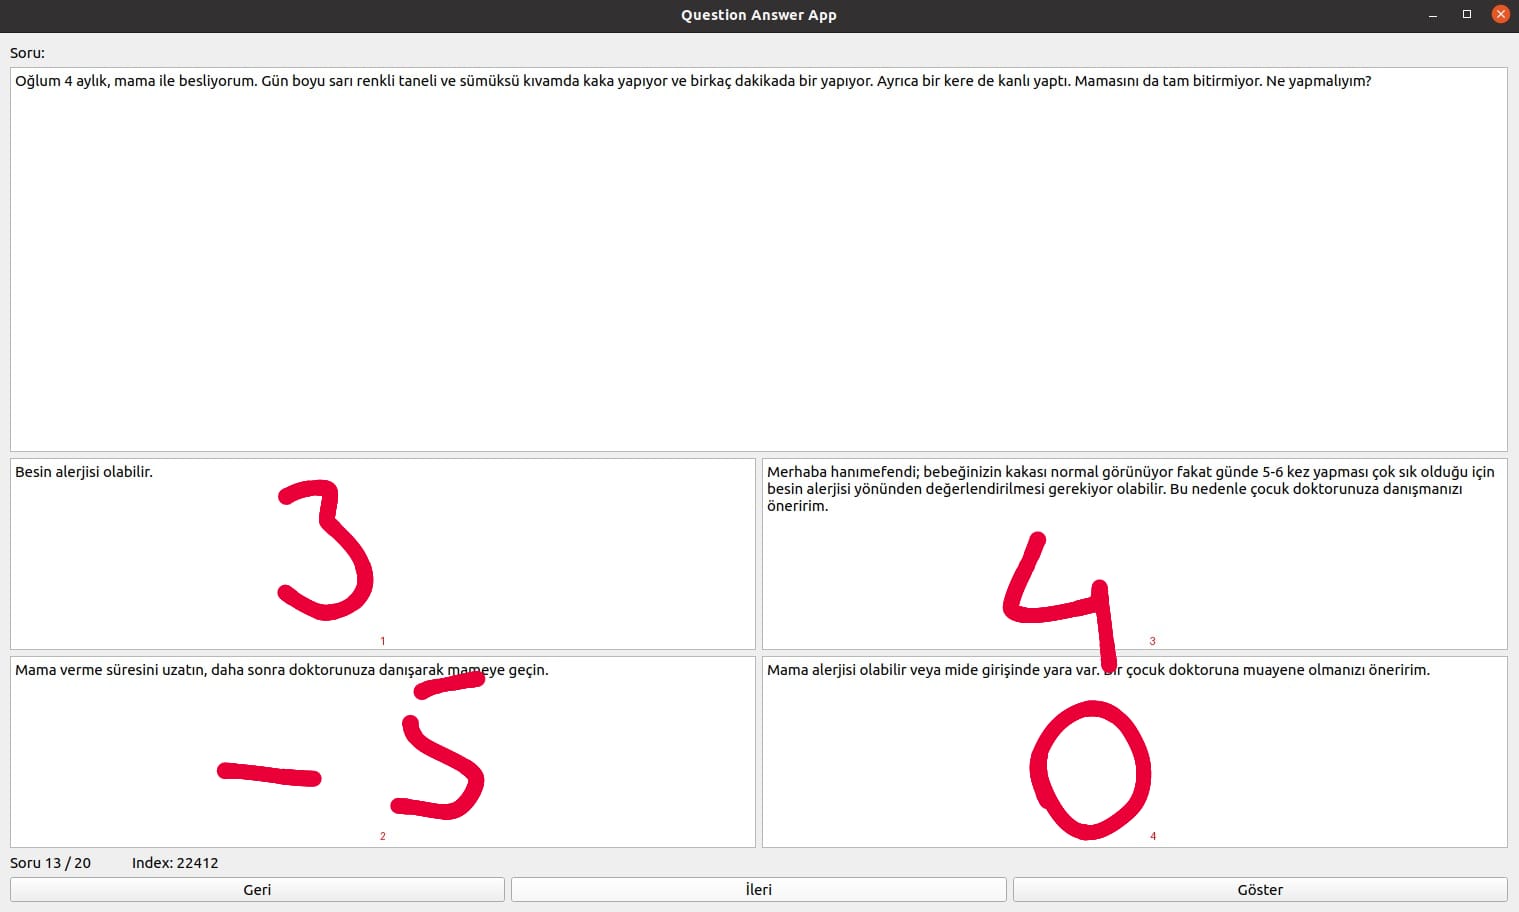 Question Answer App
Soru:
Oğlum 4 aylık, mama ile besliyorum. Gün boyu sarı renkli taneli ve sümüksü kıvamda kaka yapıyor ve birkaç dakikada bir yapıyor. Ayrıca bir kere de kanlı yaptı. Mamasını da tam bitirmiyor. Ne yapmalıyım?
Besin alerjisi olabilir.
3
1
Merhaba hanımefendi; bebeğinizin kakası normal görünüyor fakat günde 5-6 kez yapması çok sık olduğu için
besin alerjisi yönünden değerlendirilmesi gerekiyor olabilir. Bu nedenle çocuk doktorunuza danışmanızı
öneririm.
4
3
Mama verme süresini uzatın, daha sonra doktorunuza danışarak mameye geçin.
-5
2
Mama alerjisi olabilir veya mide girişinde yara var. Bir çocuk doktoruna muayene olmanızı öneririm.
0
4
Soru 13 / 20 Index: 22412
Geri İleri Göster